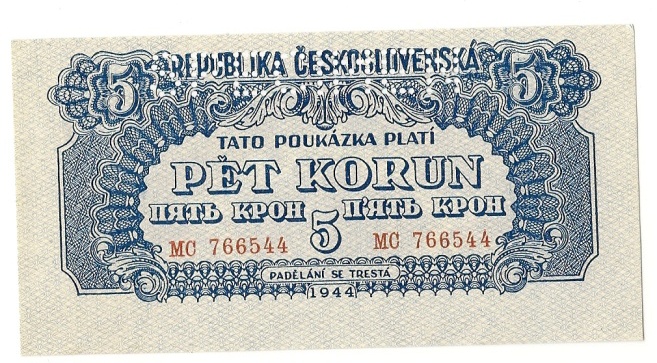 5 REPUBLIKA ČESKOSLOVENSKÁ 5
TATO POUKÁZKA PLATÍ
PĚT KORUN
ПЯТЬ КРОН 5 ПʼЯТЬ КРОН
MC 766544 MC 766544
PADĚLÁNÍ SE TRESTÁ
1944